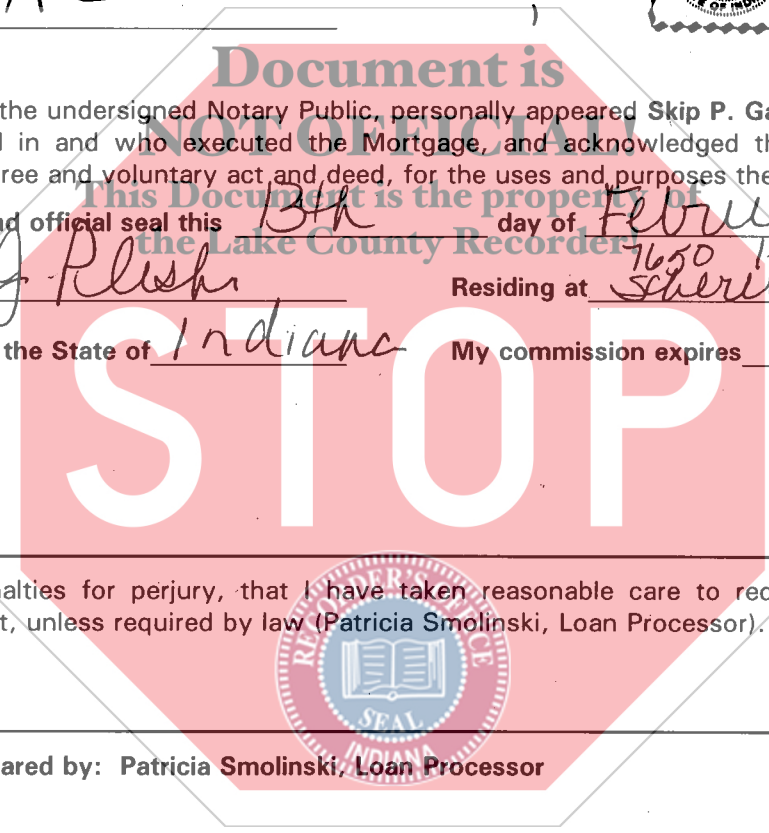 OF INDI
Document is
the undersigned Notary Public, personally appeared Skip P. Ga
NOT OFFICIAL!
d in and who executed the Mortgage, and acknowledged th
ree and voluntary act and deed, for the uses and purposes the
This Document is the property of
nd official seal this 13th day of Febru
the Lake County Recorder!
7650
Residing at
the State of Indiana My commission expires
STOP
alties for perjury, that I have taken reasonable care to red
t, unless required by law (Patricia Smolinski, Loan Processor).
RECORDER'S OFFICE
SEAL
INDIANA
ared by: Patricia Smolinski, Loan Processor